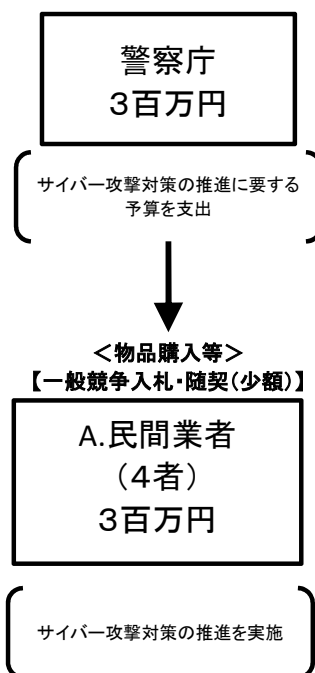 警察庁
3百万円
サイバー攻撃対策の推進に要する
予算を支出
＜物品購入等＞
【一般競争入札・随契（少額）】
A.民間業者
（4者）
3百万円
サイバー攻撃対策の推進を実施